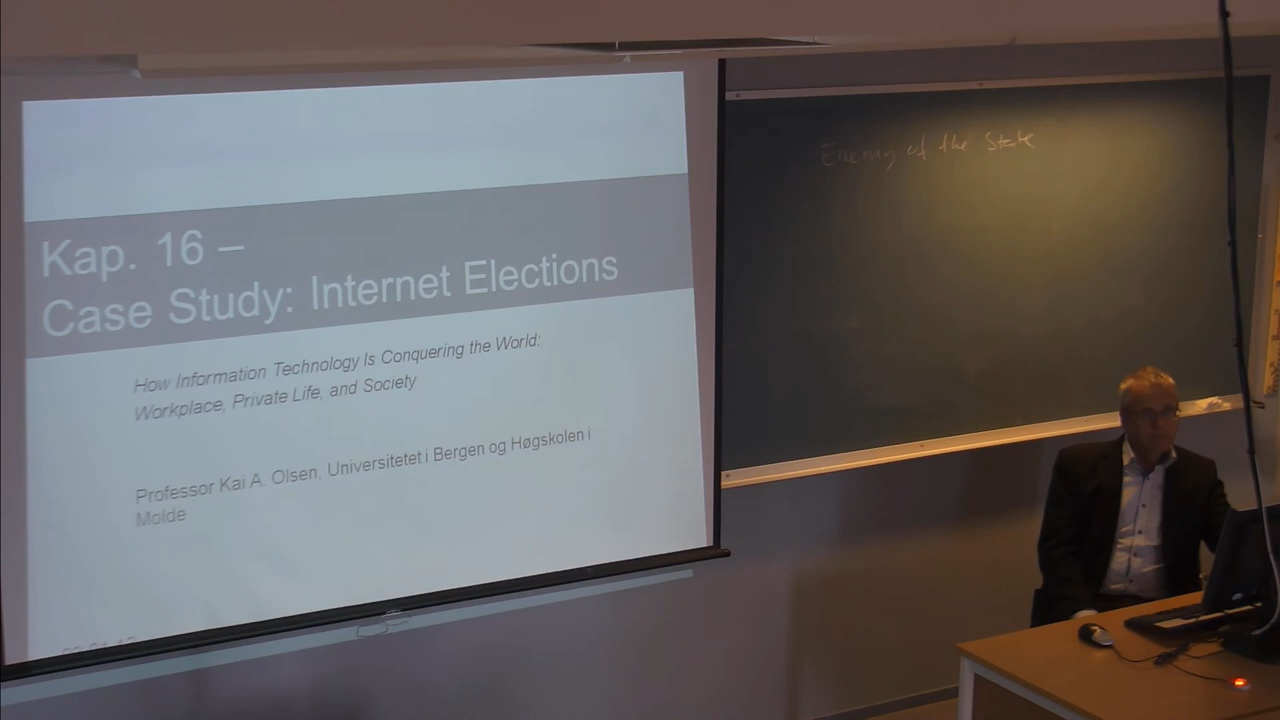 Kap. 16 –
Case Study: Internet Elections
How Information Technology Is Conquering the World:
Workplace, Private Life, and Society
Professor Kai A. Olsen, Universitetet i Bergen og Høgskolen i
Molde
Enemy of the State